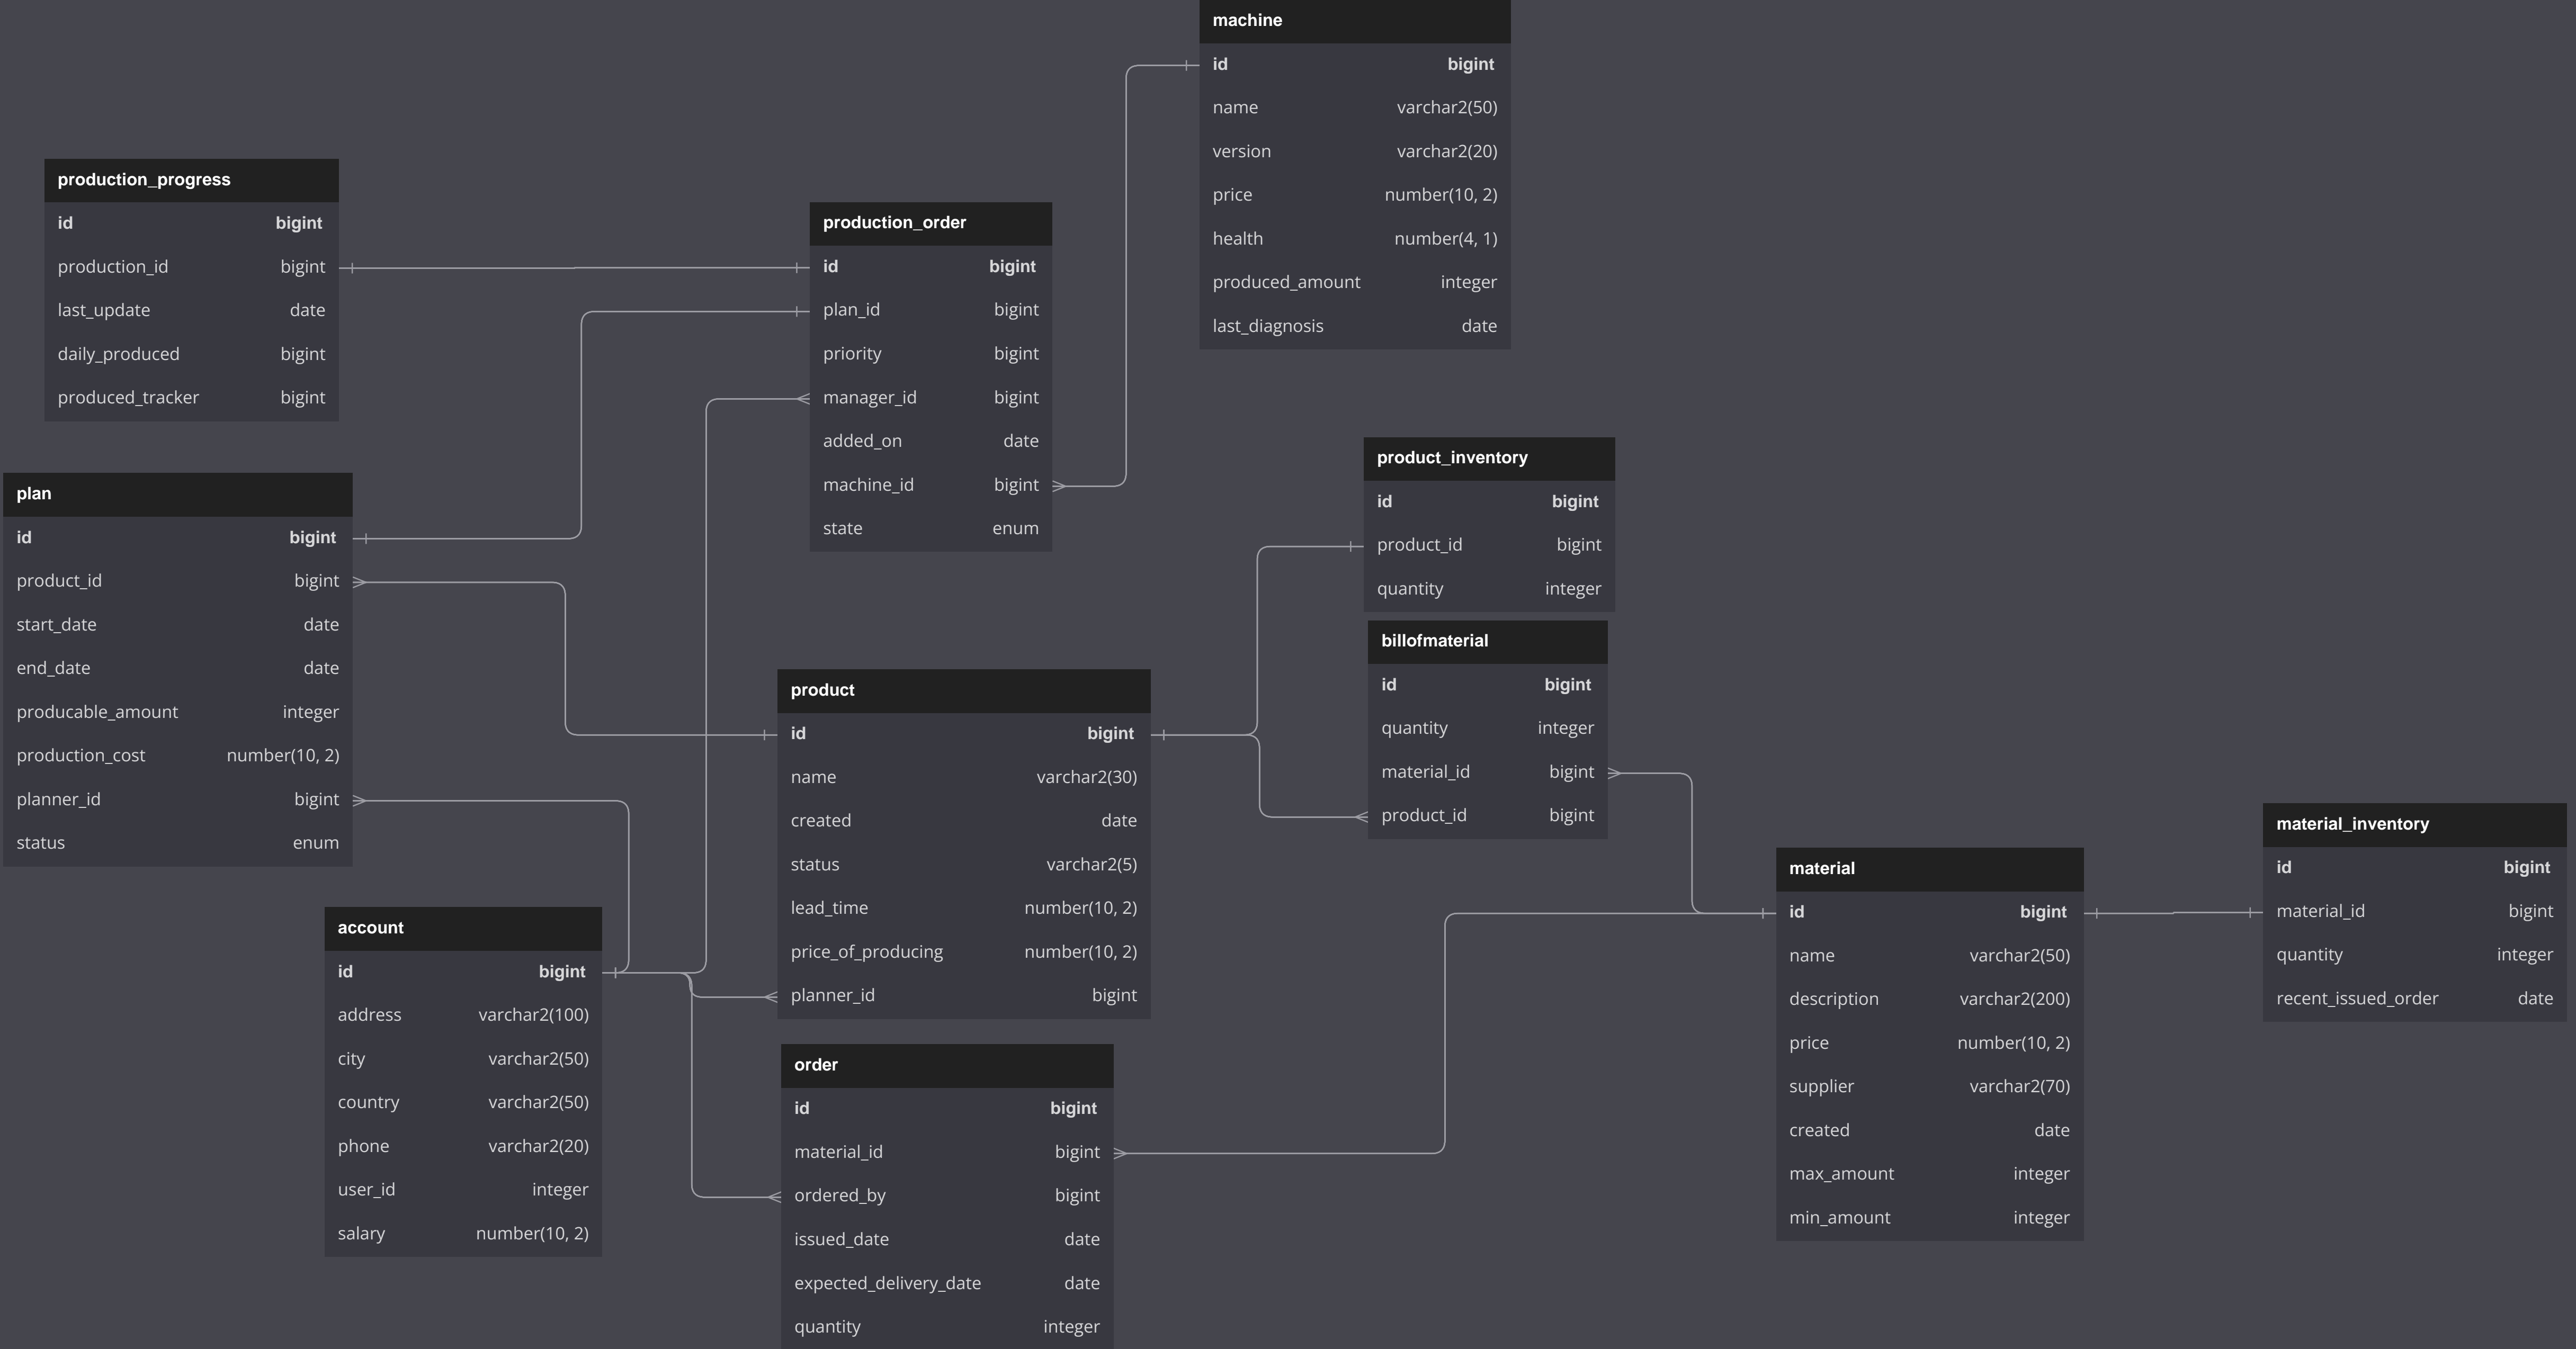 machine
id bigint
name varchar2(50)
version varchar2(20)
price number(10, 2)
health number(4, 1)
produced_amount integer
last_diagnosis date
production_progress
id bigint
production_id bigint
last_update date
daily_produced bigint
produced_tracker bigint
production_order
id bigint
plan_id bigint
priority bigint
manager_id bigint
added_on date
machine_id bigint
state enum
product_inventory
id bigint
product_id bigint
quantity integer
plan
id bigint
product_id bigint
start_date date
end_date date
producable_amount integer
production_cost number(10, 2)
planner_id bigint
status enum
billofmaterial
id bigint
quantity integer
material_id bigint
product_id bigint
product
id bigint
name varchar2(30)
created date
status varchar2(5)
lead_time number(10, 2)
price_of_producing number(10, 2)
planner_id bigint
material_inventory
id bigint
material_id bigint
quantity integer
recent_issued_order date
material
id bigint
name varchar2(50)
description varchar2(200)
price number(10, 2)
supplier varchar2(70)
created date
max_amount integer
min_amount integer
account
id bigint
address varchar2(100)
city varchar2(50)
country varchar2(50)
phone varchar2(20)
user_id integer
salary number(10, 2)
order
id bigint
material_id bigint
ordered_by bigint
issued_date date
expected_delivery_date date
quantity integer